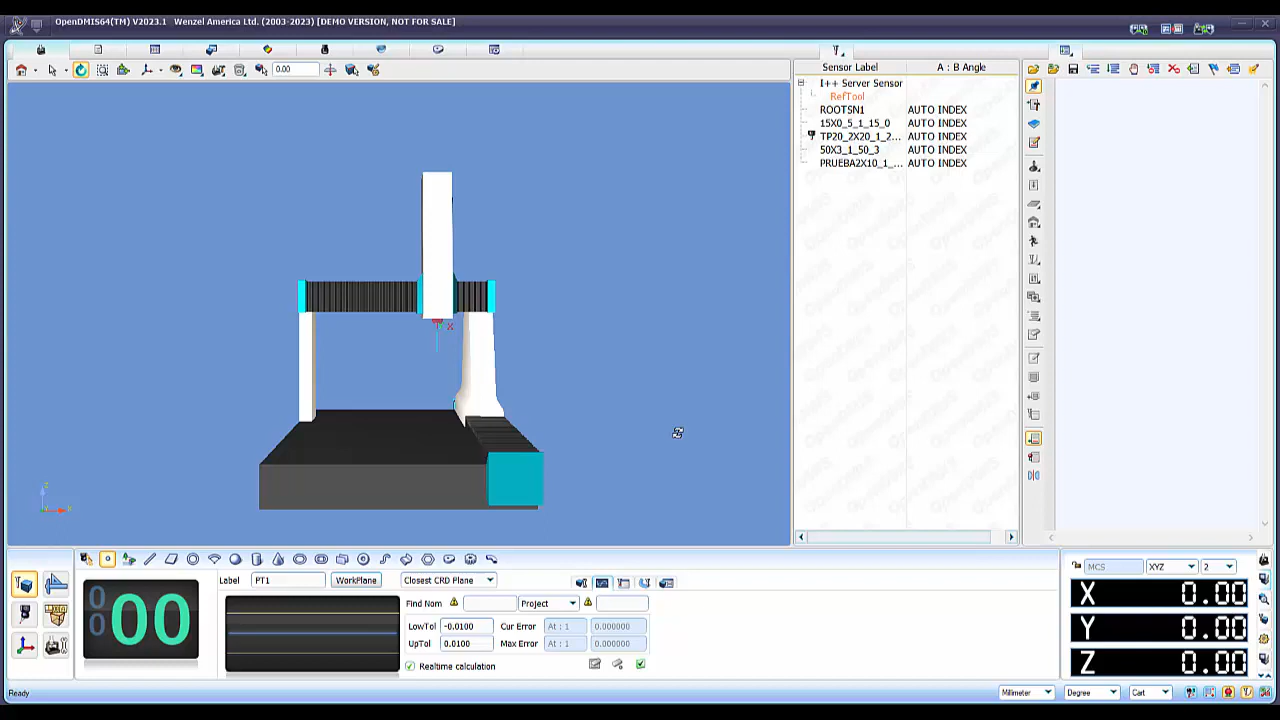 OpenDMIS64(TM) V2023.1 Wenzel America Ltd. (2003-2023) [DEMO VERSION, NOT FOR SALE]
0.00
Sensor Label A : B Angle
I++ Server Sensor
RefTool
ROOTSN1 AUTO INDEX
15X0_5_1_15_0 AUTO INDEX
TP20_2X20_1_2... AUTO INDEX
50X3_1_50_3 AUTO INDEX
PRUEBA2X10_1_... AUTO INDEX
X
Z
Label PT1 WorkPlane Closest CRD Plane
MCS XYZ 2
0
0
00
Find Nom Project
LowTol -0.0100 Cur Error At : 1 0.000000
UpTol 0.0100 Max Error At : 1 0.000000
Realtime calculation
X 0.00
Y 0.00
Z 0.00
Ready Millimeter Degree Cart